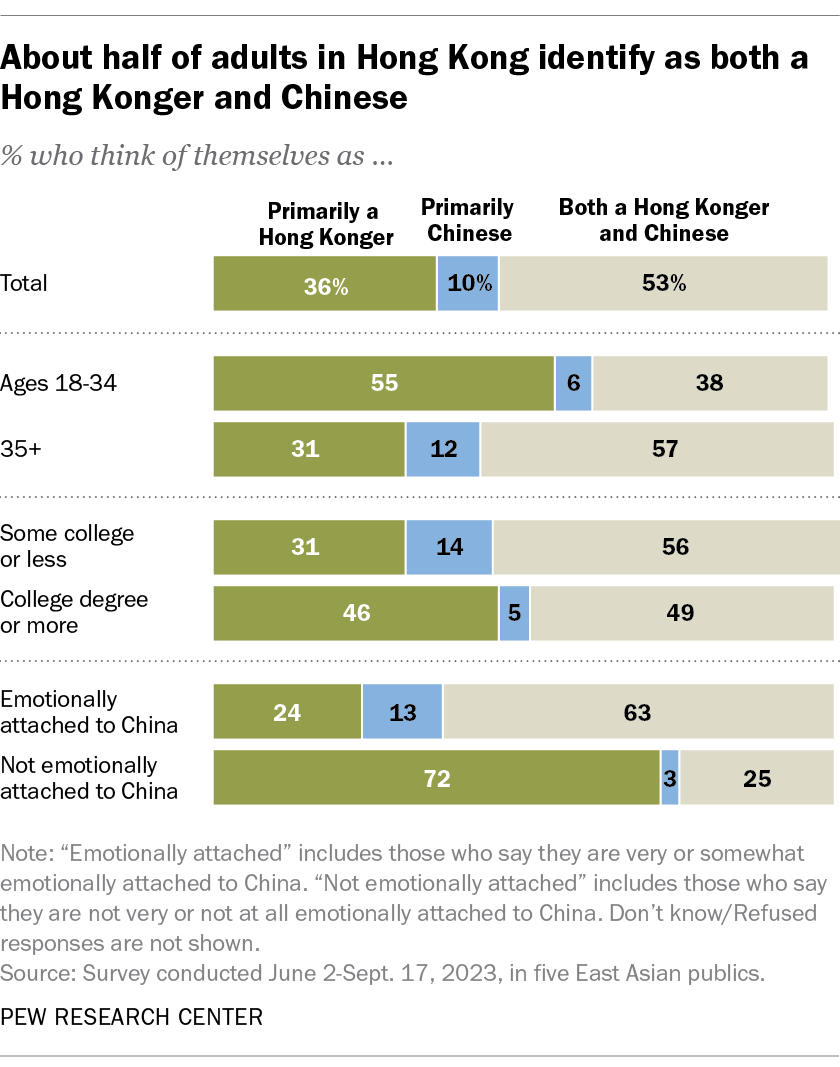 About half of adults in Hong Kong identify as both a
Hong Konger and Chinese
% who think of themselves as ...
Primarily a
Hong Konger
Primarily
Chinese
Both a Hong Konger
and Chinese
Total
36%
10%
53%
Ages 18-34
55
6
38
35+
31
12
57
Some college
or less
31
14
56
College degree
or more
46
5
49
Emotionally
attached to China
24
13
63
Not emotionally
attached to China
72
3
25
Note: “Emotionally attached” includes those who say they are very or somewhat
emotionally attached to China. “Not emotionally attached” includes those who say
they are not very or not at all emotionally attached to China. Don’t know/Refused
responses are not shown.
Source: Survey conducted June 2-Sept. 17, 2023, in five East Asian publics.
PEW RESEARCH CENTER